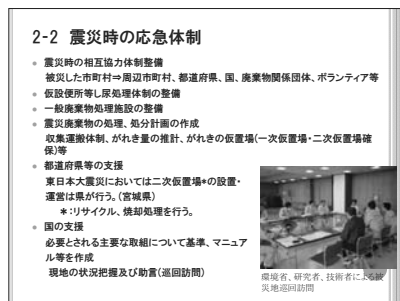 2-2 震災時の応急体制
震災時の相互協力体制整備
被災した市町村⇒周辺市町村、都道府県、国、廃棄物関係団体、ボランティア等
仮設便所等し尿処理体制の整備
一般廃棄物処理施設の整備
震災廃棄物の処理、処分計画の作成
収集運搬体制、がれき量の推計、がれきの仮置場(一次仮置場・二次仮置場確
保)等
都道府県等の支援
東日本大震災においては二次仮置場*の設置・
運営は県が行う。(宮城県)
*:リサイクル、焼却処理を行う。
国の支援
必要とされる主要な取組について基準、マニュア
ル等を作成
現地の状況把握及び助言(巡回訪問)
環境省、研究者、技術者による被
災地巡回訪問